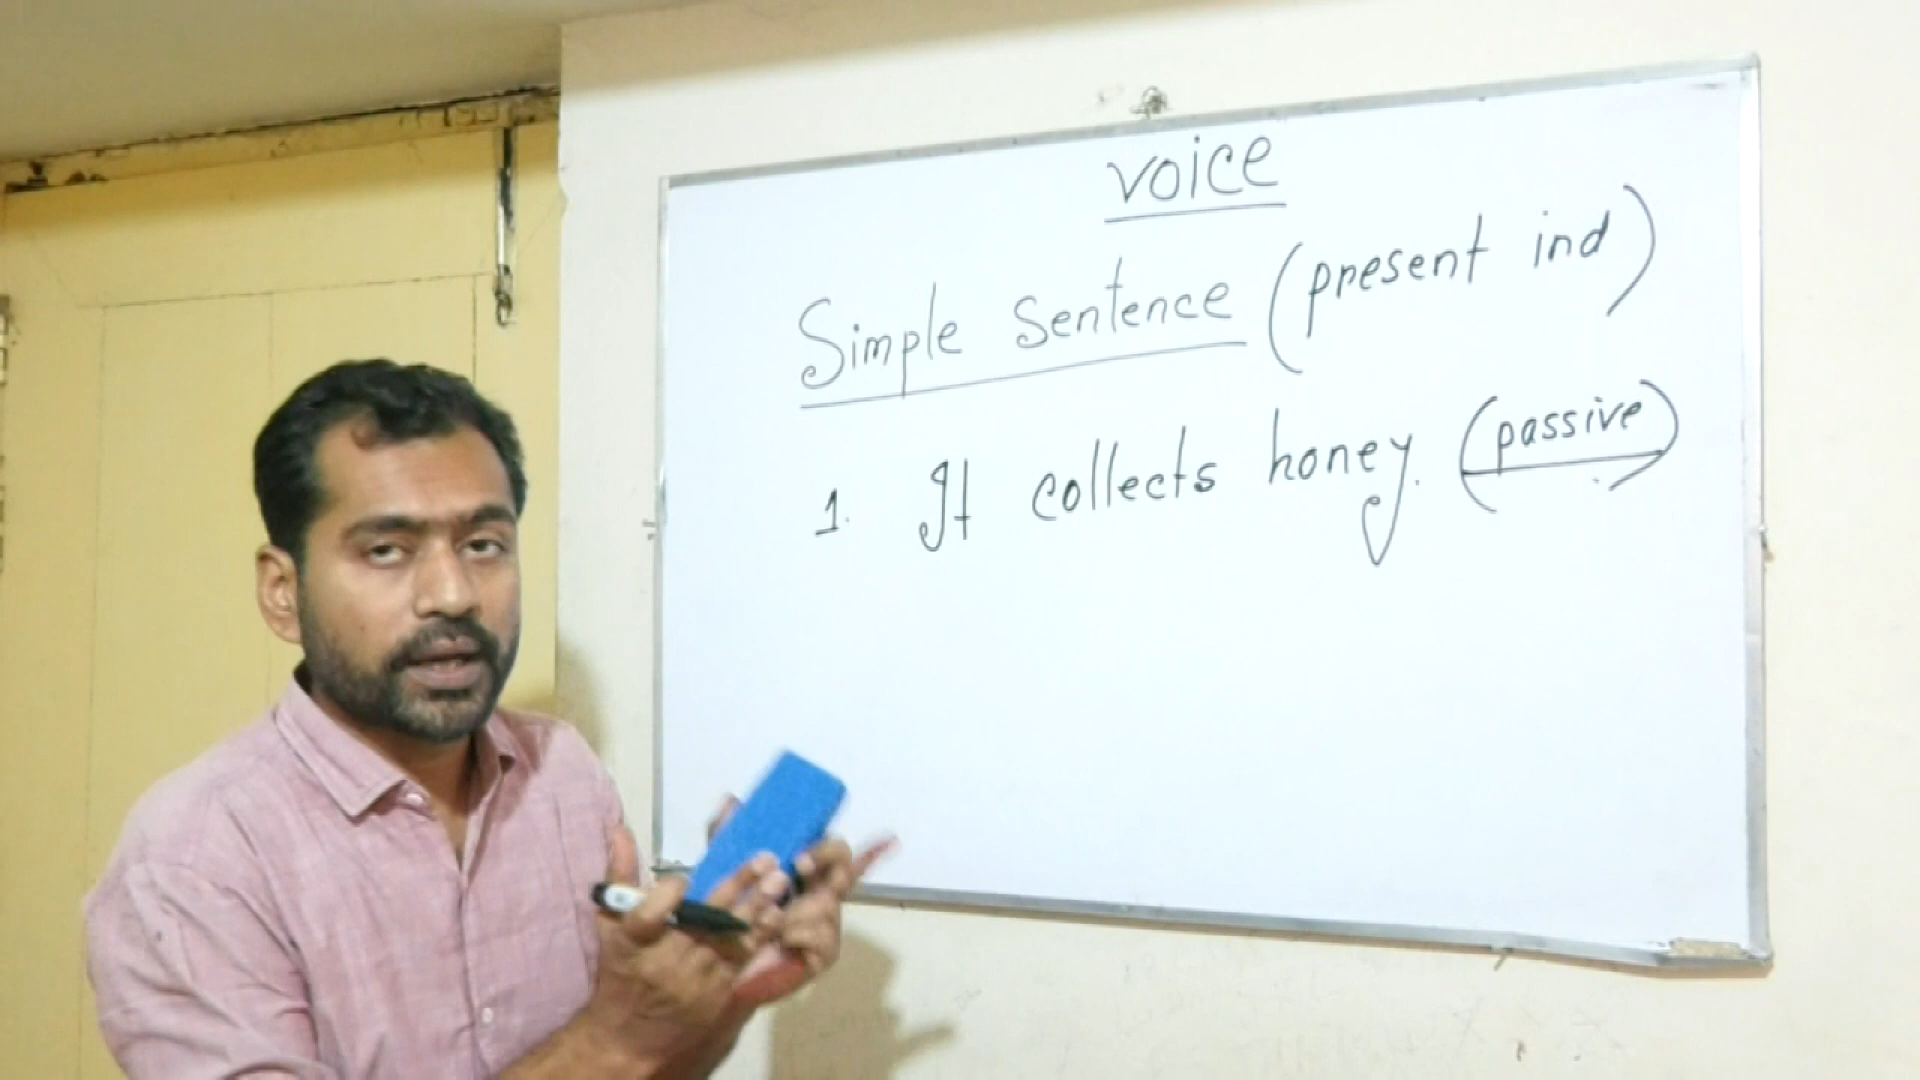 voice
Simple Sentence (present ind)
1. It collects honey. (passive)